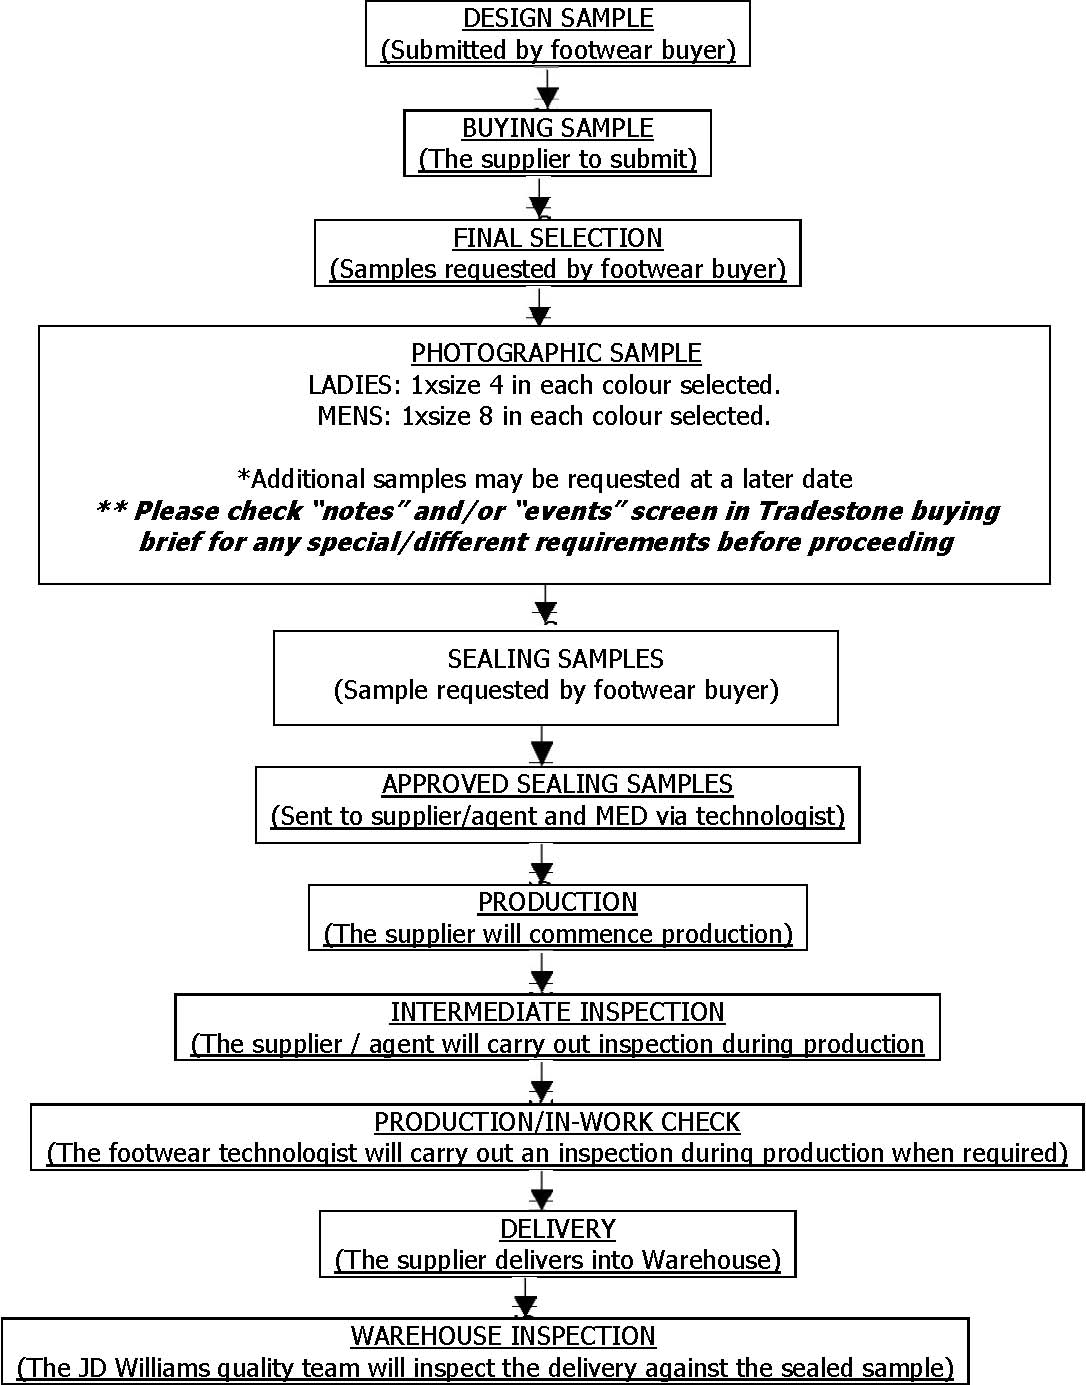 DESIGN SAMPLE
(Submitted by footwear buyer)
BUYING SAMPLE
(The supplier to submit)
FINAL SELECTION
(Samples requested by footwear buyer)
PHOTOGRAPHIC SAMPLE
LADIES: 1xsize 4 in each colour selected.
MENS: 1xsize 8 in each colour selected.
*Additional samples may be requested at a later date
** Please check “notes” and/or “events” screen in Tradestone buying
brief for any special/different requirements before proceeding
SEALING SAMPLES
(Sample requested by footwear buyer)
APPROVED SEALING SAMPLES
(Sent to supplier/agent and MED via technologist)
PRODUCTION
(The supplier will commence production)
INTERMEDIATE INSPECTION
(The supplier / agent will carry out inspection during production
PRODUCTION/IN-WORK CHECK
(The footwear technologist will carry out an inspection during production when required)
DELIVERY
(The supplier delivers into Warehouse)
WAREHOUSE INSPECTION
(The JD Williams quality team will inspect the delivery against the sealed sample)